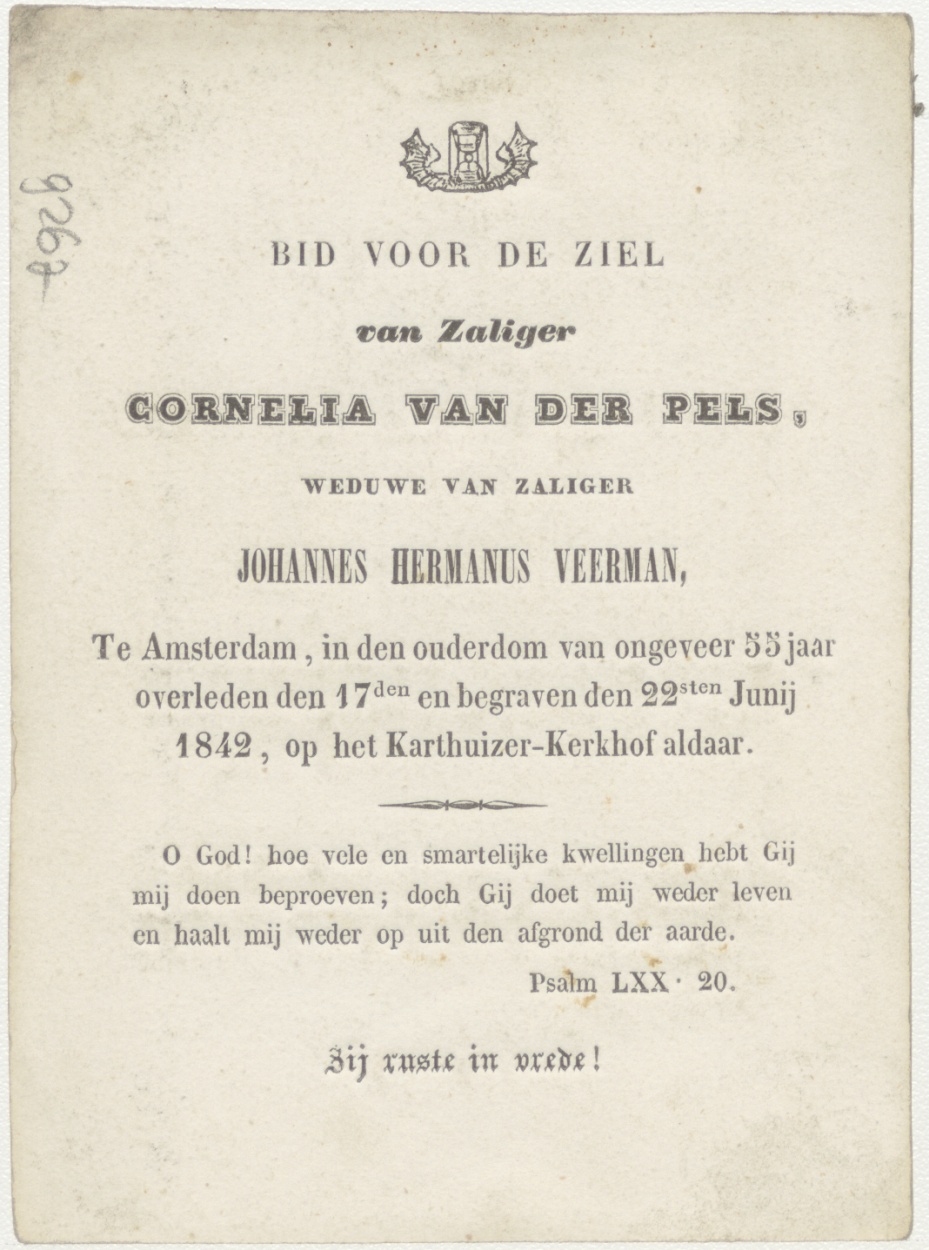 BID VOOR DE ZIEL
van Zaliger
CORNELIA VAN DER PELS,
WEDUWE VAN ZALIGER
JOHANNES HERMANUS VEERMAN,
Te Amsterdam, in den ouderdom van ongeveer 55 jaar
overleden den 17den en begraven den 22sten Junij
1842, op het Karthuizer-Kerkhof aldaar.
O God! hoe vele en smartelijke kwellingen hebt Gij
mij doen beproeven; doch Gij doet mij weder leven
en haalt mij weder op uit den afgrond der aarde.
Psalm LXX· 20.
Zij ruste in vrede!